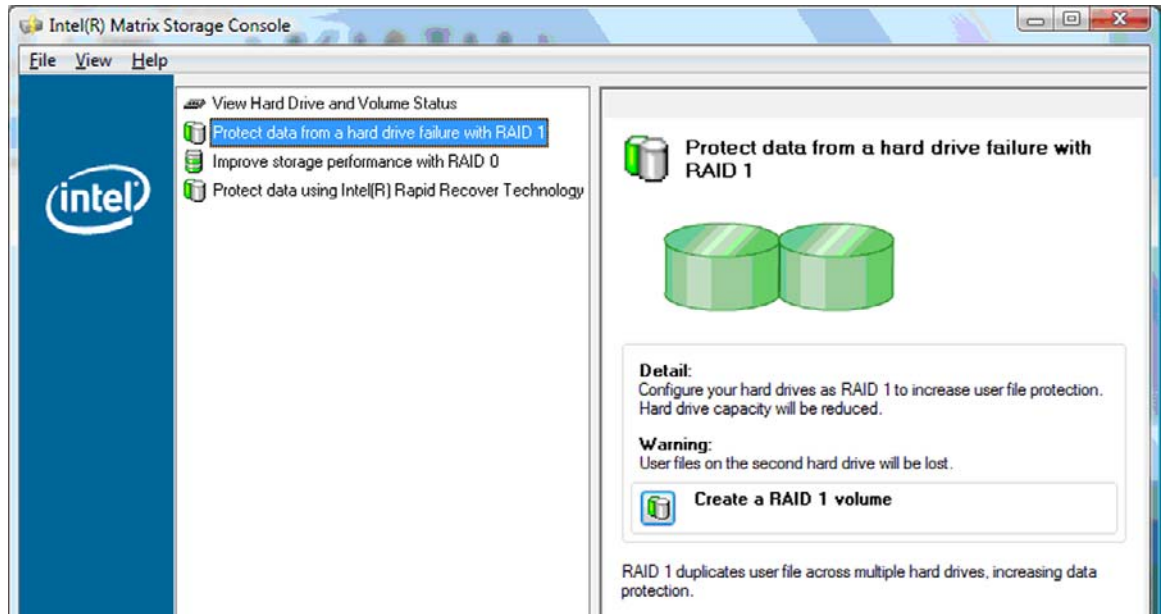 Intel(R) Matrix Storage Console
File View Help
intel
View Hard Drive and Volume Status
Protect data from a hard drive failure with RAID 1
Improve storage performance with RAID 0
Protect data using Intel(R) Rapid Recover Technology
Protect data from a hard drive failure with
RAID 1
Detail:
Configure your hard drives as RAID 1 to increase user file protection.
Hard drive capacity will be reduced.
Warning:
User files on the second hard drive will be lost.
Create a RAID 1 volume
RAID 1 duplicates user file across multiple hard drives, increasing data
protection.